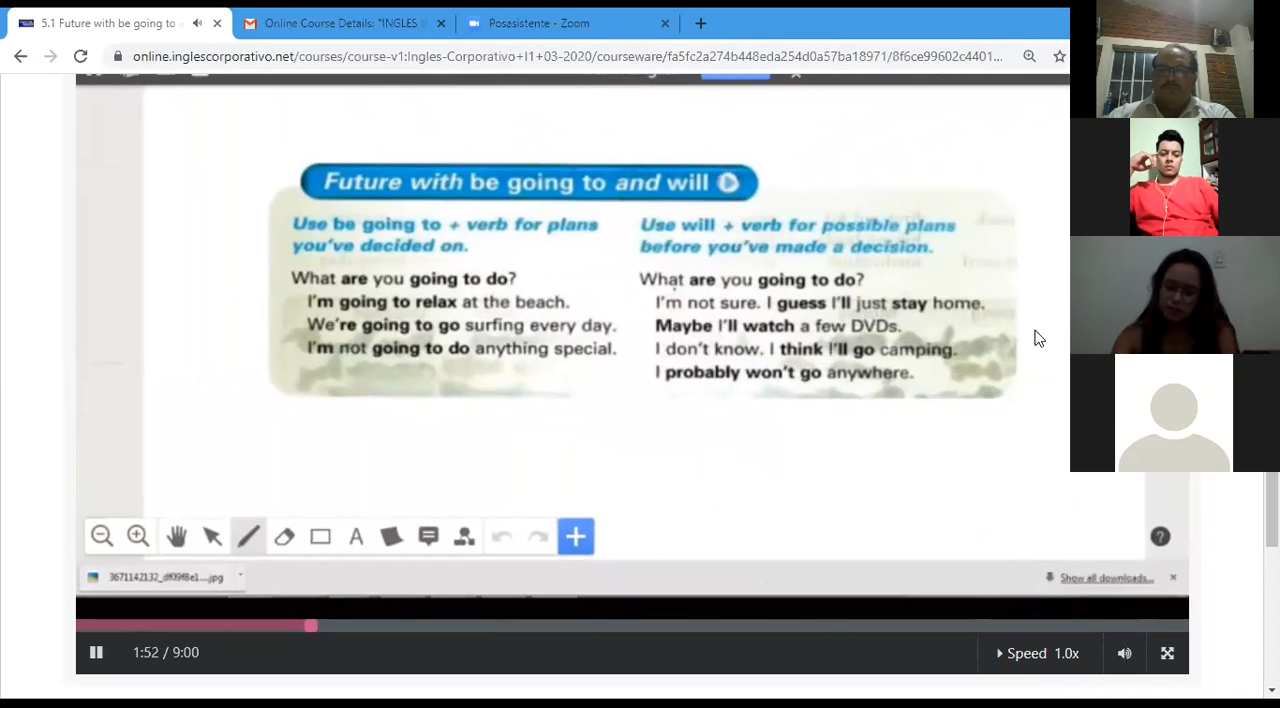 5.1 Future with be going to
Online Course Details: "INGLES I
Posasistente - Zoom
online.inglescorporativo.net/courses/course-v1:Ingles-Corporativo+I1+03-2020/courseware/fa5fc2a274b448eda254d0a57ba18971/8f6ce99602c4401...
Future with be going to and will
Use be going to + verb for plans
you've decided on.
What are you going to do?
I'm going to relax at the beach.
We're going to go surfing every day.
I'm not going to do anything special.
Use will + verb for possible plans
before you've made a decision.
What are you going to do?
I'm not sure. I guess I'll just stay home.
Maybe I'll watch a few DVDs.
I don't know. I think I'll go camping.
I probably won't go anywhere.
A
?
Show all downloads...
1:52 / 9:00
Speed 1.0x